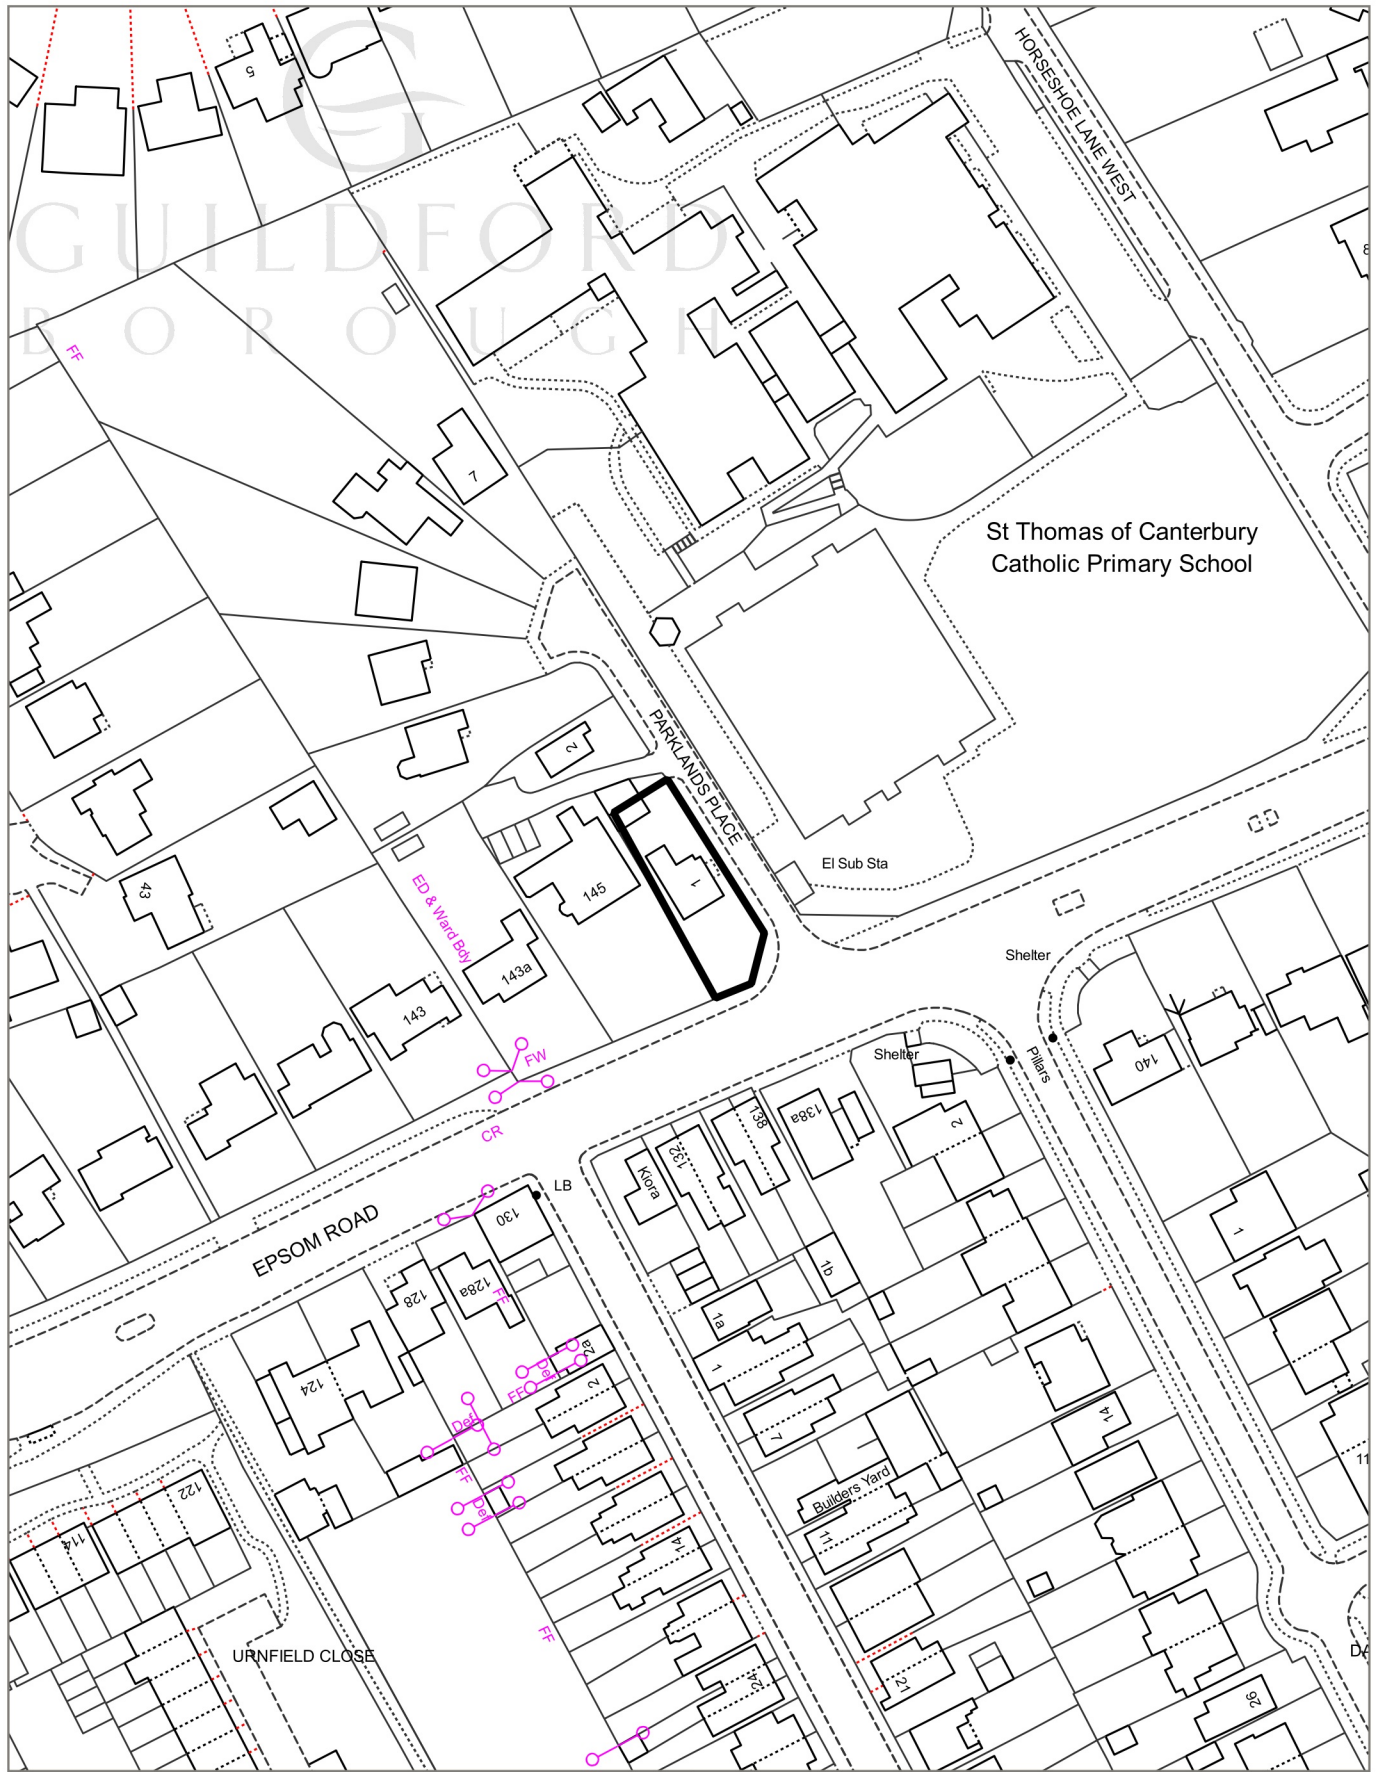 5
HORSESHOE LANE WEST
GUILDFORD
BOROUGH
8
FF
7
St Thomas of Canterbury
Catholic Primary School
2
PARKLANDS PLACE
El Sub Sta
1
145
43
ED & Ward Bdy
143a
143
Shelter
FW
Shelter
Pillars
140
CR
138
138a
132
Kiora
2
LB
130
EPSOM ROAD
1
1b
128
128a
FF
1a
2a
Def
1
FF
2
124
Def
7
14
FF
Def
122
114
Builders Yard
11
11
14
FF
URNFIELD CLOSE
DA
21
24
26